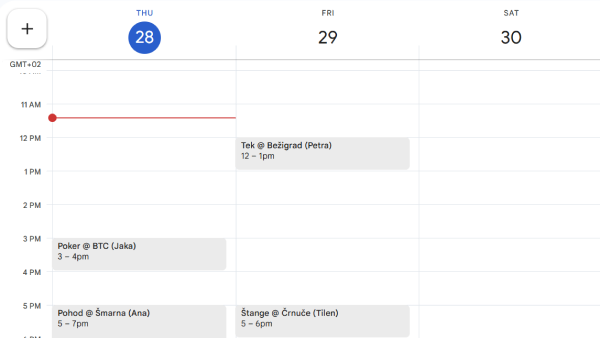 THU
FRI
SAT
28
29
30
GMT+02
11 AM
12 PM
Tek @ Bežigrad (Petra)
12 – 1pm
1 PM
2 PM
3 PM
Poker @ BTC (Jaka)
3 – 4pm
4 PM
5 PM
Pohod @ Šmarna (Ana)
5 – 7pm
Štange @ Črnuče (Tilen)
5 – 6pm